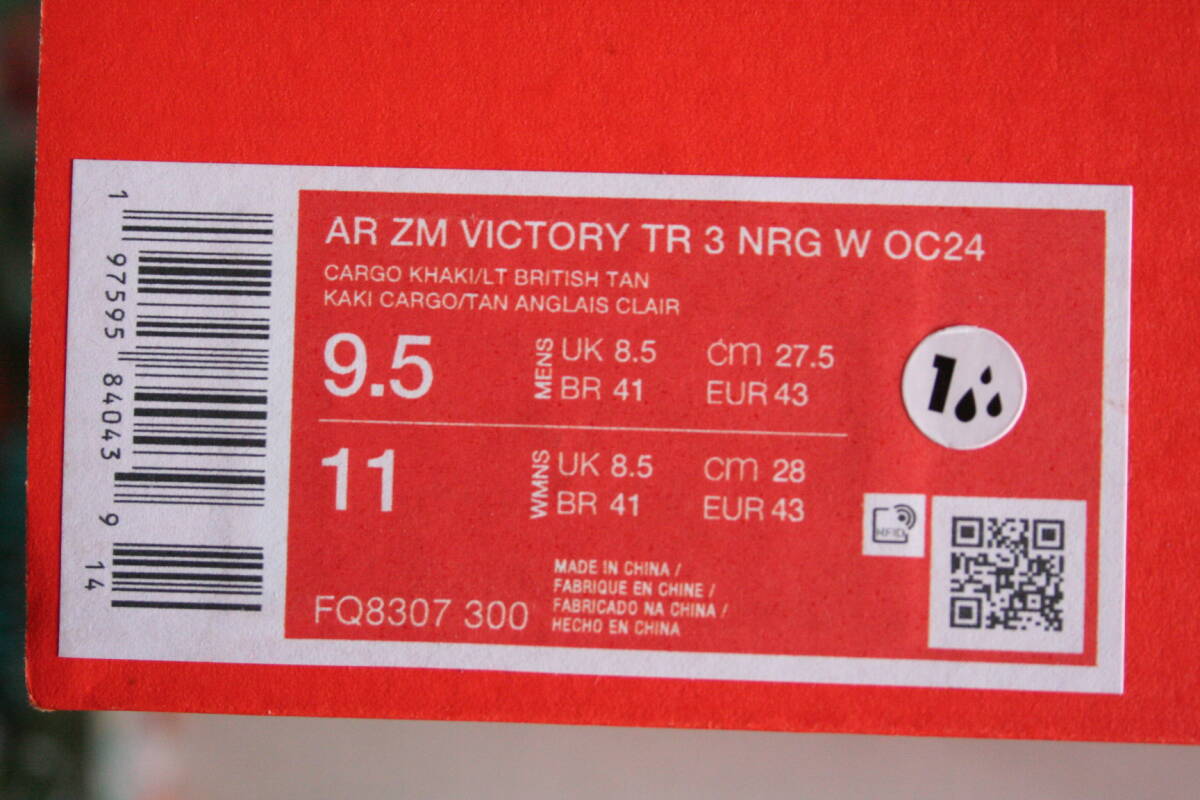 AR ZM VICTORY TR 3 NRG W OC24
CARGO KHAKI/LT BRITISH TAN
KAKI CARGO/TAN ANGLAIS CLAIR
9.5 MENS UK 8.5 cm 27.5
BR 41 EUR 43
11 WMNS UK 8.5 cm 28
BR 41 EUR 43
FQ8307 300
MADE IN CHINA /
FABRIQUE EN CHINE /
FABRICADO NA CHINA /
HECHO EN CHINA
1
RFID
1 97595 84043 9 14